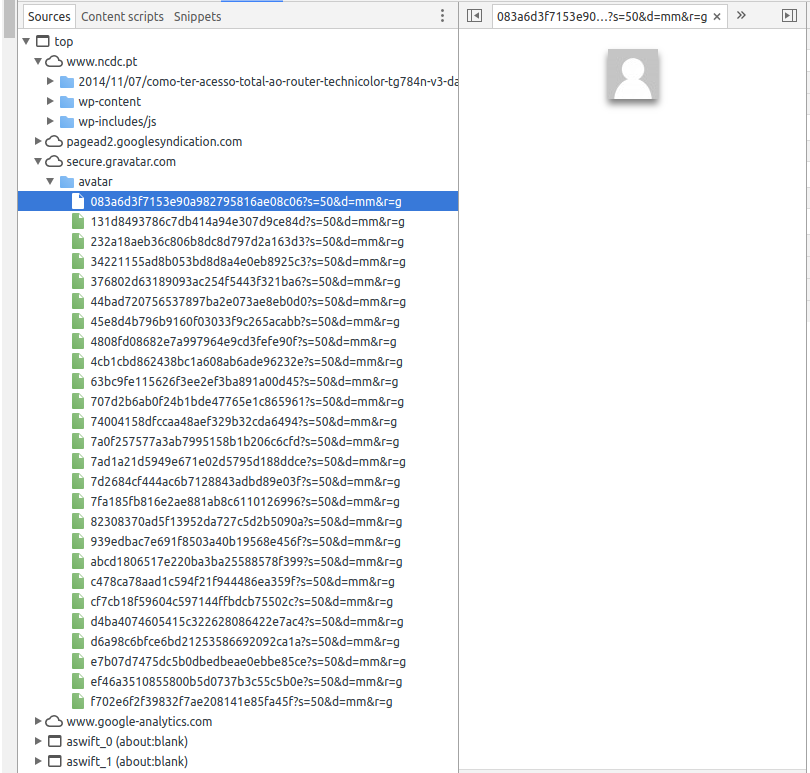 Sources Content scripts Snippets
083a6d3f7153e90...?s=50&d=mm&r=g × »
top
www.ncdc.pt
2014/11/07/como-ter-acesso-total-ao-router-technicolor-tg784n-v3-da
wp-content
wp-includes/js
pagead2.googlesyndication.com
secure.gravatar.com
avatar
083a6d3f7153e90a982795816ae08c06?s=50&d=mm&r=g
131d8493786c7db414a94e307d9ce84d?s=50&d=mm&r=g
232a18aeb36c806b8dc8d797d2a163d3?s=50&d=mm&r=g
34221155ad8b053bd8d8a4e0eb8925c3?s=50&d=mm&r=g
376802d63189093ac254f5443f321ba6?s=50&d=mm&r=g
44bad720756537897ba2e073ae8eb0d0?s=50&d=mm&r=g
45e8d4b796b9160f03033f9c265acabb?s=50&d=mm&r=g
4808fd08682e7a997964e9cd3fefe90f?s=50&d=mm&r=g
4cb1cbd862438bc1a608ab6ade96232e?s=50&d=mm&r=g
63bc9fe115626f3ee2ef3ba891a00d45?s=50&d=mm&r=g
707d2b6ab0f24b1bde47765e1c865961?s=50&d=mm&r=g
74004158dfccaa48aef329b32cda6494?s=50&d=mm&r=g
7a0f257577a3ab7995158b1b206c6cfd?s=50&d=mm&r=g
7ad1a21d5949e671e02d5795d188ddce?s=50&d=mm&r=g
7d2684cf444ac6b7128843adbd89e03f?s=50&d=mm&r=g
7fa185fb816e2ae881ab8c6110126996?s=50&d=mm&r=g
82308370ad5f13952da727c5d2b5090a?s=50&d=mm&r=g
939edbac7e691f8503a40b19568e456f?s=50&d=mm&r=g
abcd1806517e220ba3ba25588578f399?s=50&d=mm&r=g
c478ca78aad1c594f21f944486ea359f?s=50&d=mm&r=g
cf7cb18f59604c597144ffbdcb75502c?s=50&d=mm&r=g
d4ba4074605415c322628086422e7ac4?s=50&d=mm&r=g
d6a98c6bfce6bd21253586692092ca1a?s=50&d=mm&r=g
e7b07d7475dc5b0dbedbeae0ebbe85ce?s=50&d=mm&r=g
ef46a3510855800b5d0737b3c55c5b0e?s=50&d=mm&r=g
f702e6f2f39832f7ae208141e85fa45f?s=50&d=mm&r=g
www.google-analytics.com
aswift_0 (about:blank)
aswift_1 (about:blank)